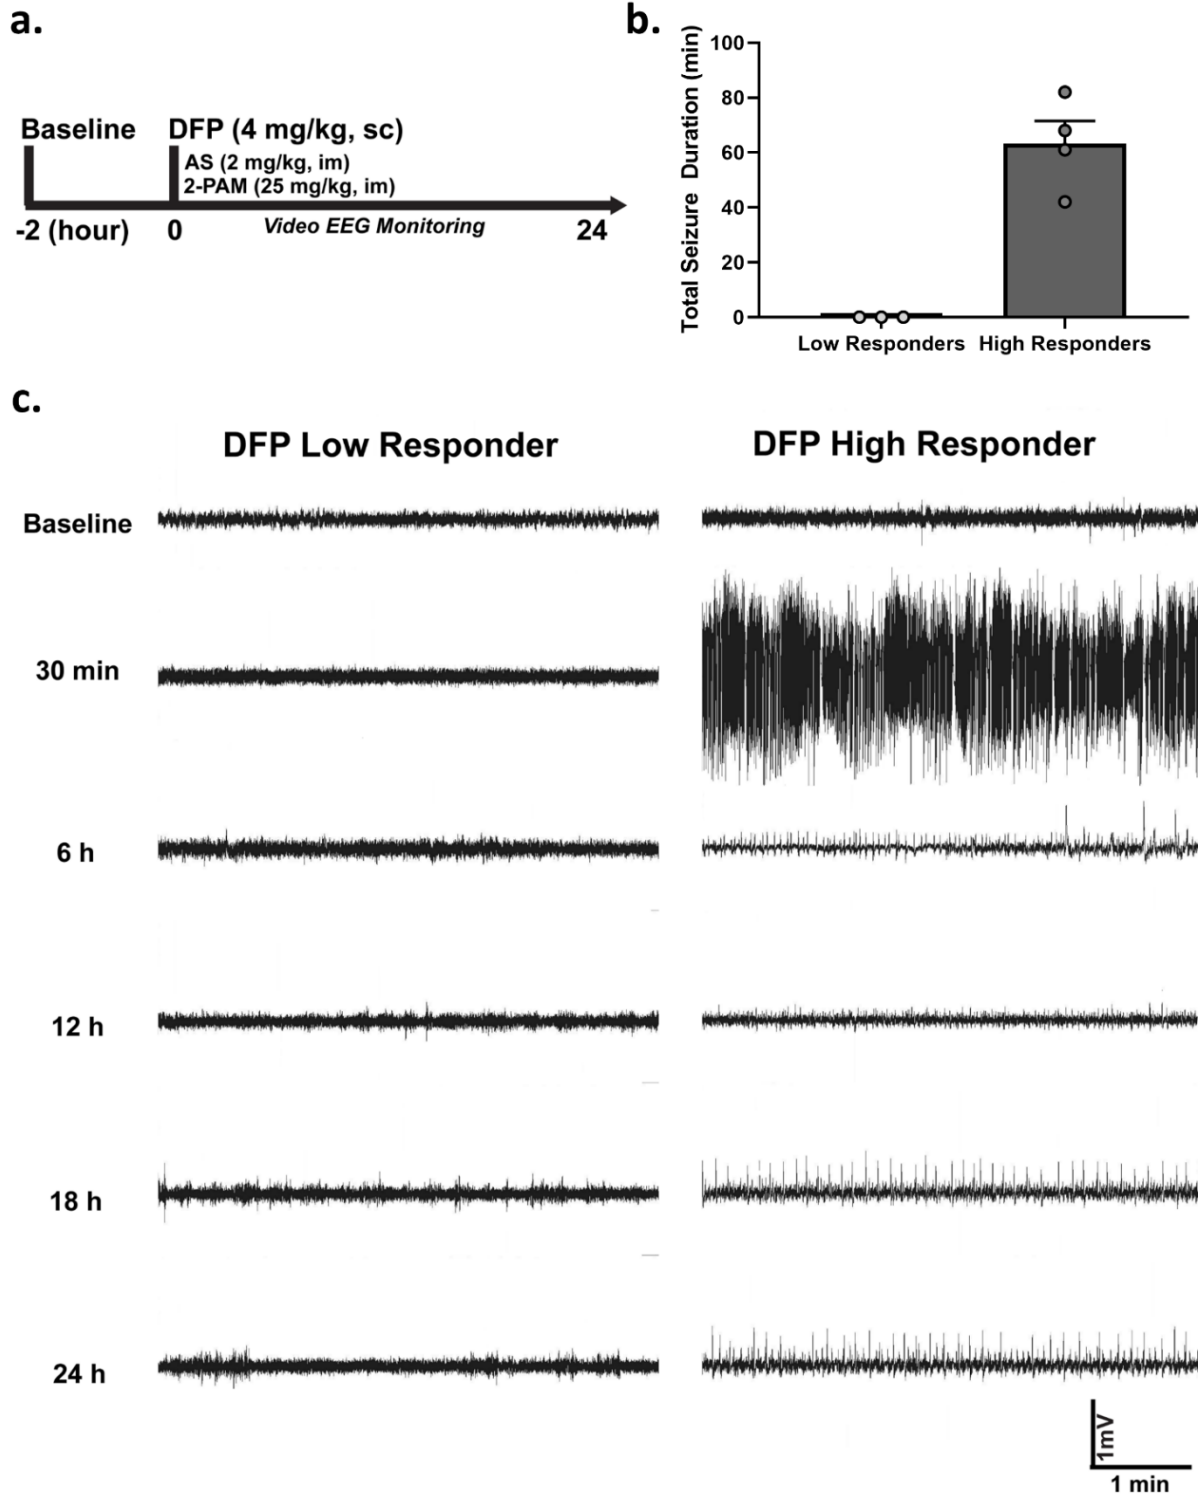 a.
Baseline DFP (4 mg/kg, sc)
AS (2 mg/kg, im)
2-PAM (25 mg/kg, im)
-2 (hour) 0 Video EEG Monitoring 24
b.
Total Seizure Duration (min)
100
80
60
40
20
0
Low Responders High Responders
c.
DFP Low Responder DFP High Responder
Baseline
30 min
6 h
12 h
18 h
24 h
1mV
1 min